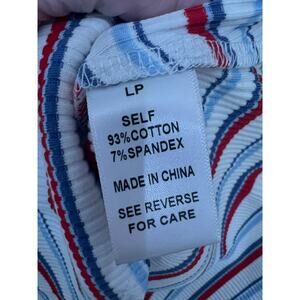 LP
SELF
93%COTTON
7%SPANDEX
MADE IN CHINA
SEE REVERSE
FOR CARE